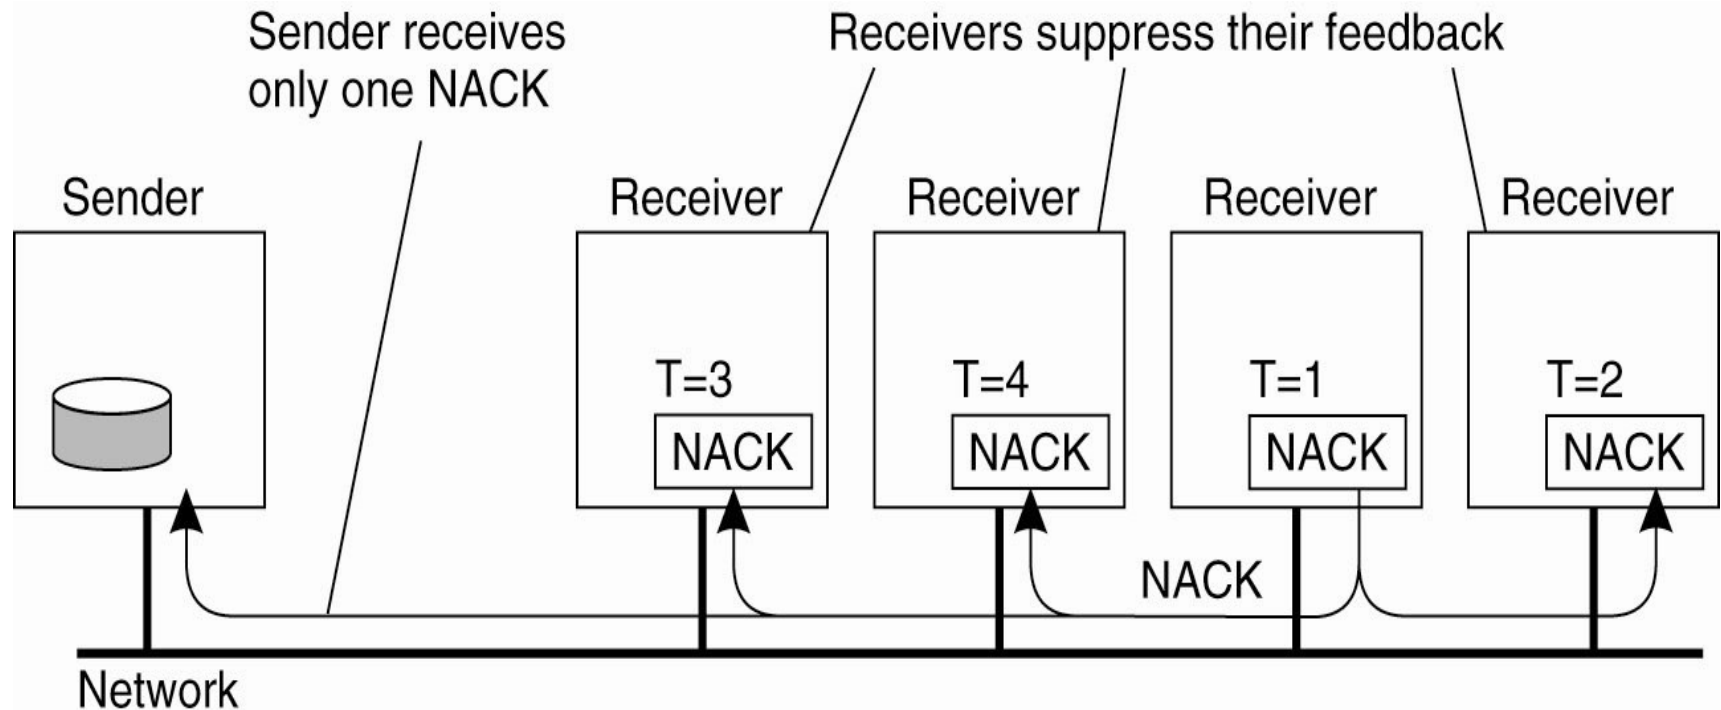 Sender receives
only one NACK
Receivers suppress their feedback
Sender
Receiver
Receiver
Receiver
Receiver
T=3
T=4
T=1
T=2
NACK
NACK
NACK
NACK
NACK
Network